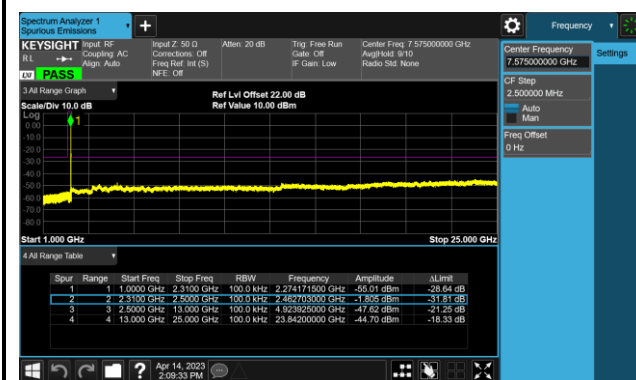 Spectrum Analyzer 1
Spurious Emissions
+
Frequency
KEYSIGHT
RL
PASS
Input: RF
Coupling: AC
Align: Auto
Input Z: 50 Ω
Corrections: Off
Freq Ref: Int (S)
NFE: Off
Atten: 20 dB
Trig: Free Run
Gate: Off
IF Gain: Low
Center Freq: 7.575000000 GHz
Avg|Hold: 9/10
Radio Std: None
Center Frequency
7.575000000 GHz
Settings
CF Step
2.500000 MHz
Auto
Man
Freq Offset
0 Hz
3 All Range Graph
Scale/Div 10.0 dB
Ref Lvl Offset 22.00 dB
Ref Value 10.00 dBm
Log
0.00
-10.0
-20.0
-30.0
-40.0
-50.0
-60.0
-70.0
-80.0
1
Start 1.000 GHz
Stop 25.000 GHz
4 All Range Table
Spur Range Start Freq Stop Freq RBW Frequency Amplitude ΔLimit
1 1 1.0000 GHz 2.3100 GHz 100.0 kHz 2.274171500 GHz -55.01 dBm -28.64 dB
2 2 2.3100 GHz 2.5000 GHz 100.0 kHz 2.462703000 GHz -1.805 dBm -31.81 dB
3 3 2.5000 GHz 13.000 GHz 100.0 kHz 4.923925000 GHz -47.62 dBm -21.25 dB
4 4 13.000 GHz 25.000 GHz 100.0 kHz 23.84200000 GHz -44.70 dBm -18.33 dB
?
Apr 14, 2023
2:09:33 PM